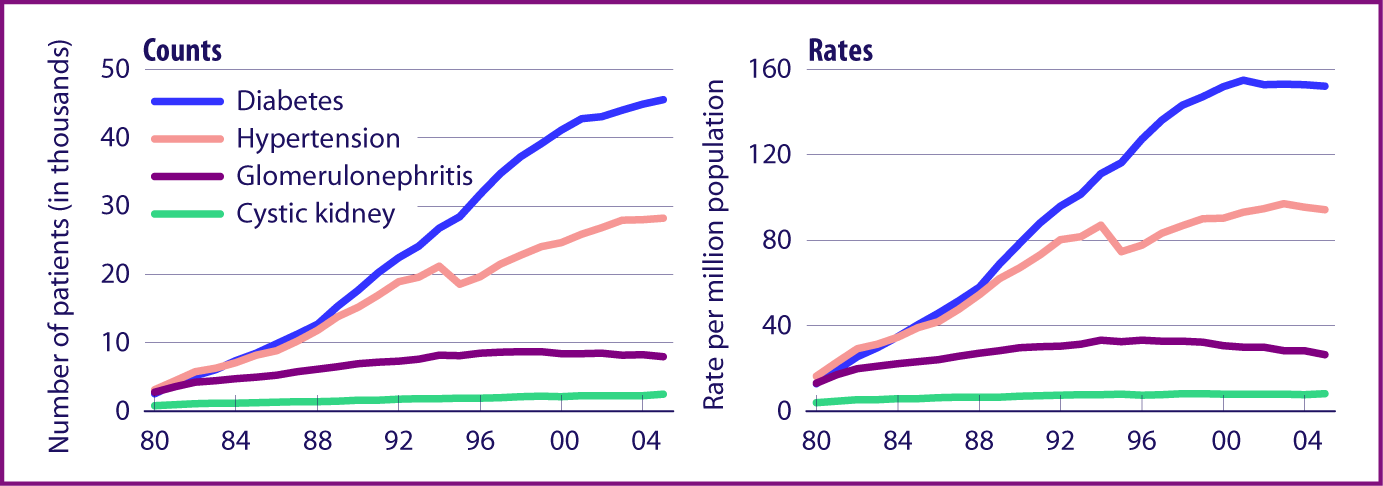 Counts
Number of patients (in thousands)
50
40
30
20
10
0
Diabetes
Hypertension
Glomerulonephritis
Cystic kidney
80 84 88 92 96 00 04
Rates
Rate per million population
160
120
80
40
0
80 84 88 92 96 00 04